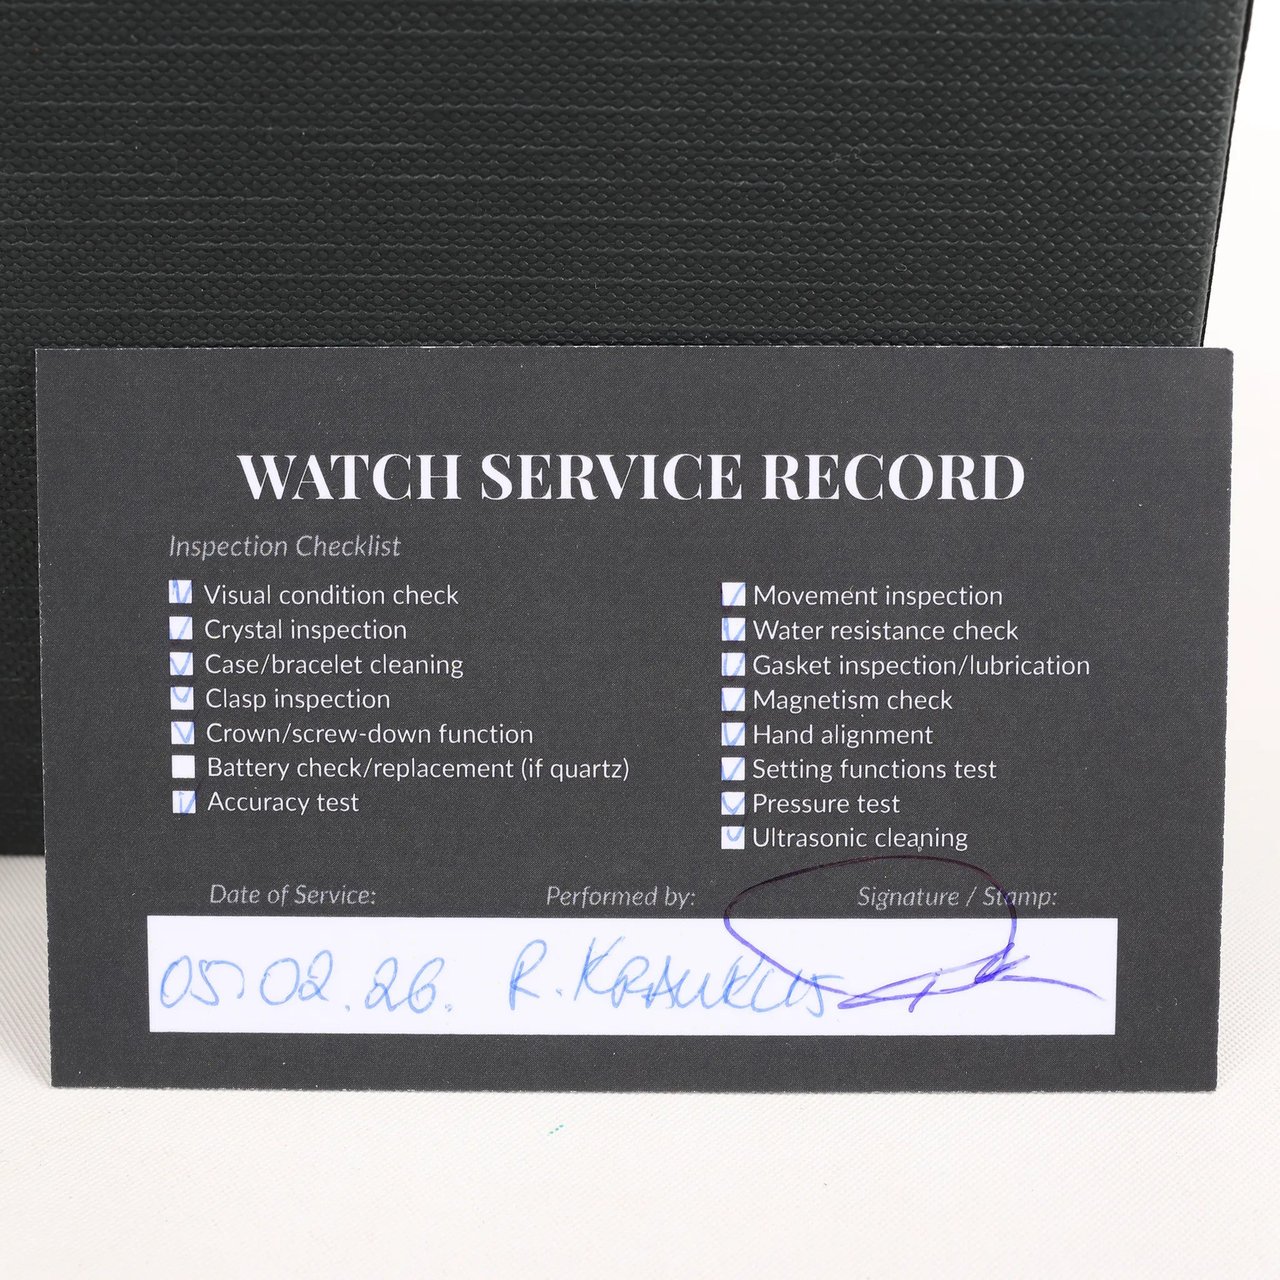 WATCH SERVICE RECORD
Inspection Checklist
Visual condition check
Crystal inspection
Case/bracelet cleaning
Clasp inspection
Crown/screw-down function
Battery check/replacement (if quartz)
Accuracy test
Movement inspection
Water resistance check
Gasket inspection/lubrication
Magnetism check
Hand alignment
Setting functions test
Pressure test
Ultrasonic cleaning
Date of Service: Performed by: Signature / Stamp:
05.02.26. R.